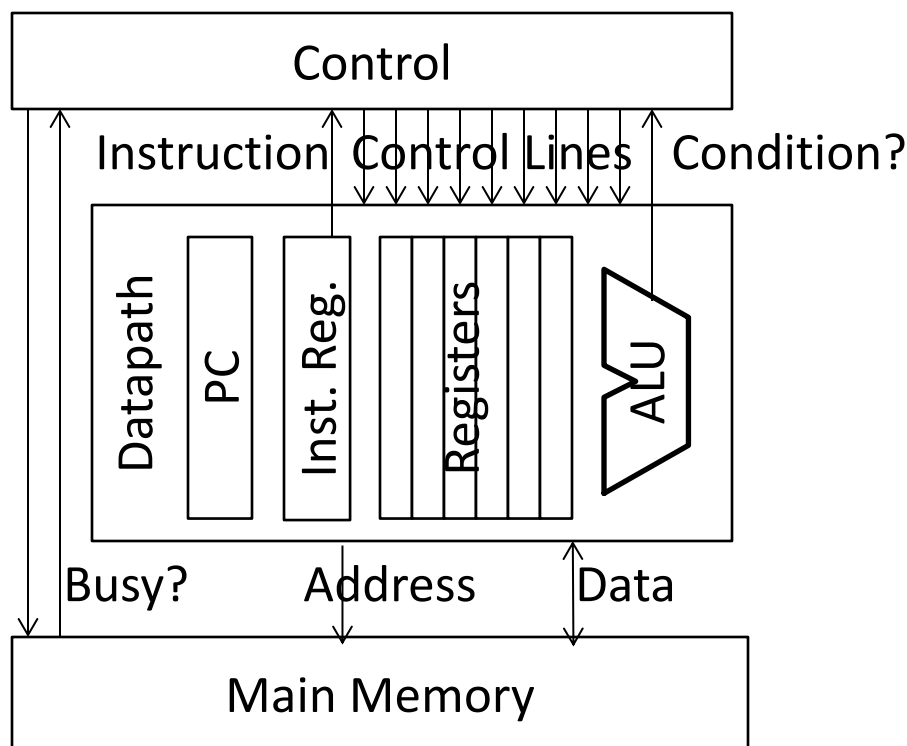 Control
Instruction Control Lines Condition?
Datapath
PC
Inst. Reg.
Registers
ALU
Busy? Address Data
Main Memory